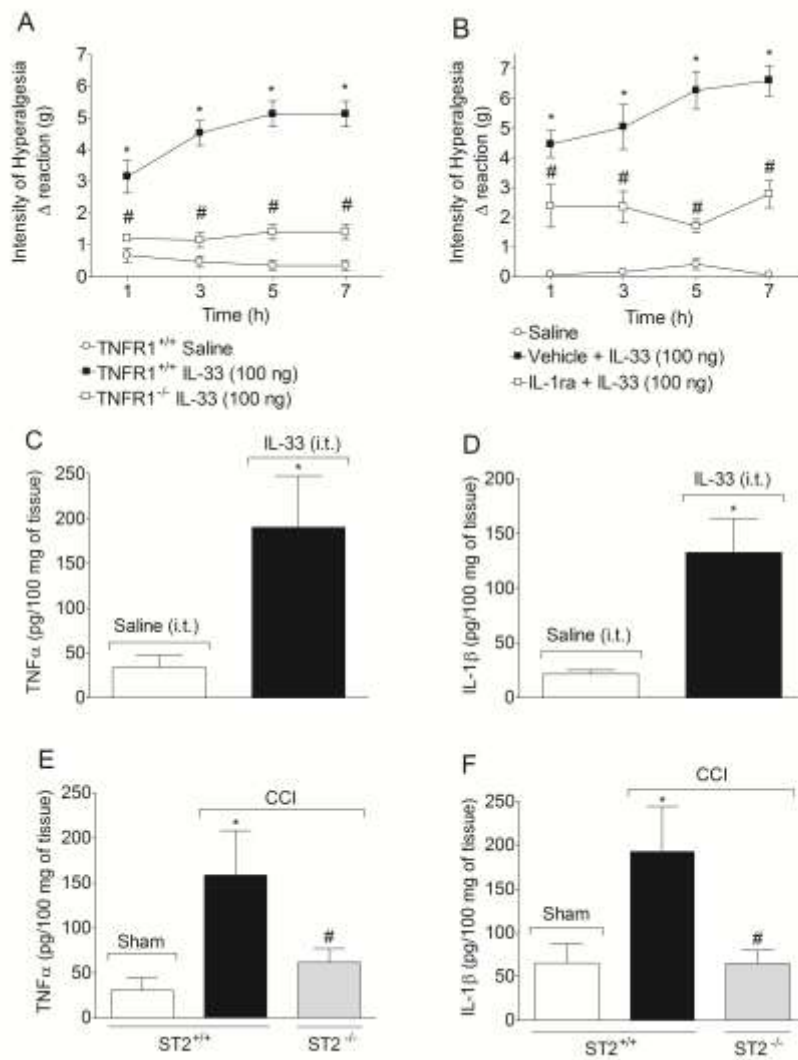 A
Intensity of Hyperalgesia
Δ reaction (g)
7
6
5
4
3
2
1
0
*
*
*
*
#
#
#
#
1 3 5 7
Time (h)
TNFR1+/+ Saline
TNFR1+/+ IL-33 (100 ng)
TNFR1-/- IL-33 (100 ng)
B
Intensity of Hyperalgesia
Δ reaction (g)
7
6
5
4
3
2
1
0
*
*
*
*
#
#
#
#
1 3 5 7
Time (h)
Saline
Vehicle + IL-33 (100 ng)
IL-1ra + IL-33 (100 ng)
C
TNFα (pg/100 mg of tissue)
250
200
150
100
50
0
Saline (i.t.)
IL-33 (i.t.)
*
D
IL-1β (pg/100 mg of tissue)
200
150
100
50
0
Saline (i.t.)
IL-33 (i.t.)
*
E
TNFα (pg/100 mg of tissue)
250
200
150
100
50
0
CCI
Sham
*
#
ST2+/+ ST2-/-
F
IL-1β (pg/100 mg of tissue)
250
200
150
100
50
0
CCI
Sham
*
#
ST2+/+ ST2-/-